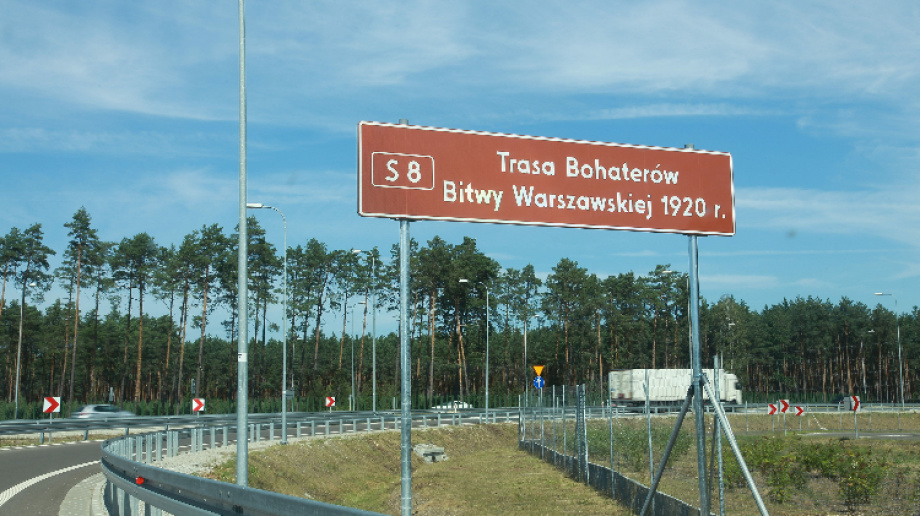 S 8
Trasa Bohaterów
Bitwy Warszawskiej 1920 r.